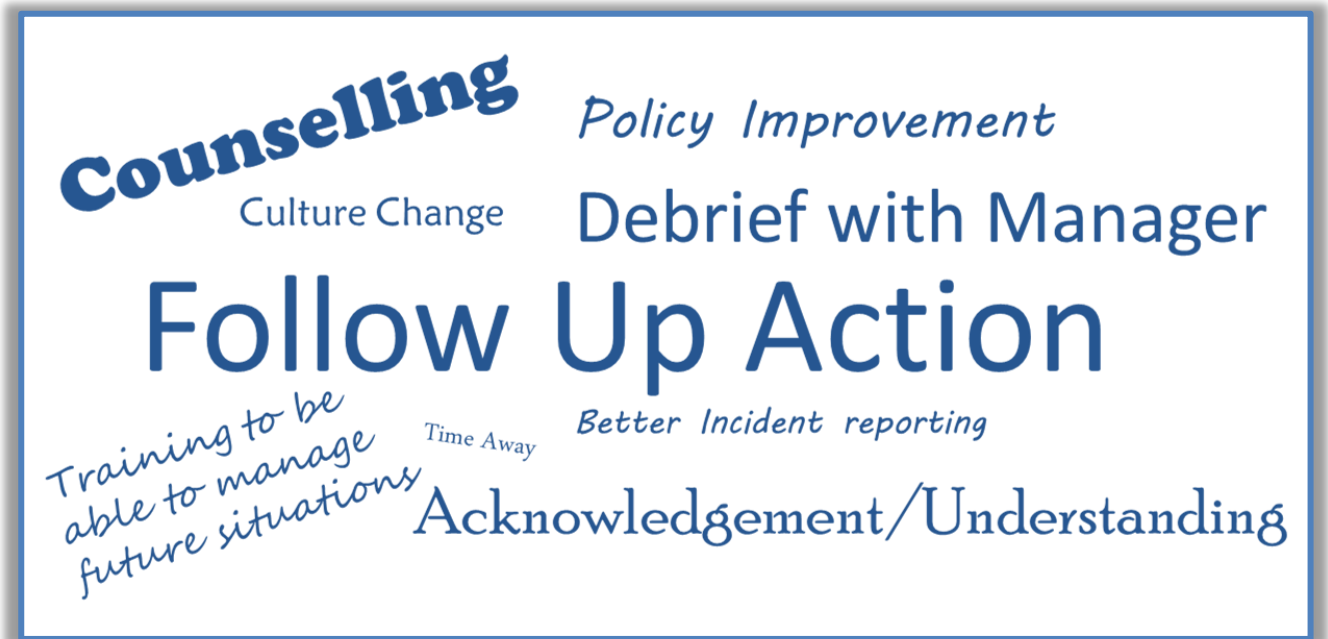 Counselling
Policy Improvement
Culture Change
Debrief with Manager
Follow Up Action
Training to be
able to manage
future situations
Time Away
Better Incident reporting
Acknowledgement/Understanding